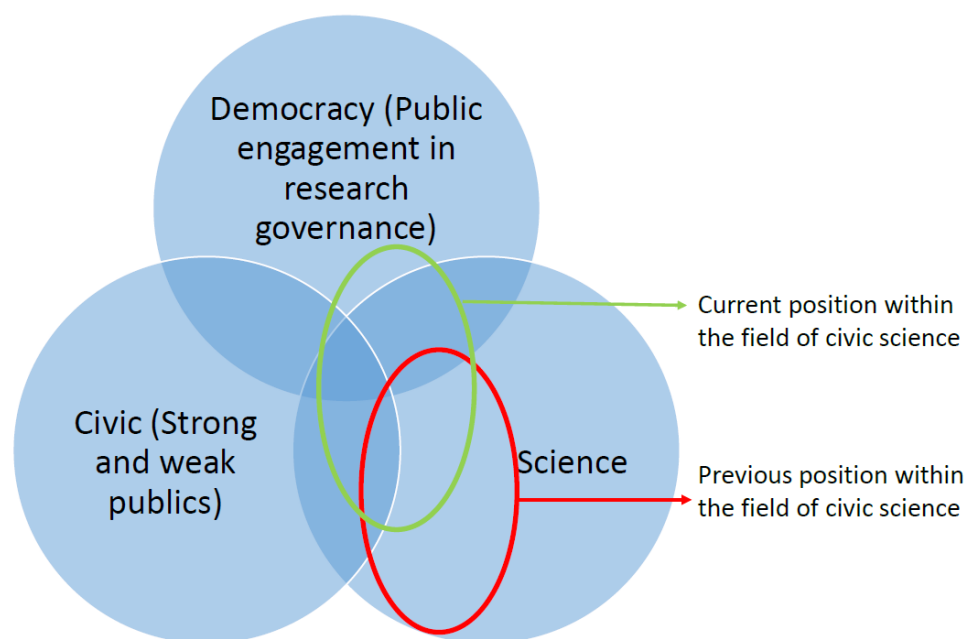 Democracy (Public
engagement in
research
governance)
Current position within
the field of civic science
Civic (Strong
and weak
publics)
Science
Previous position within
the field of civic science